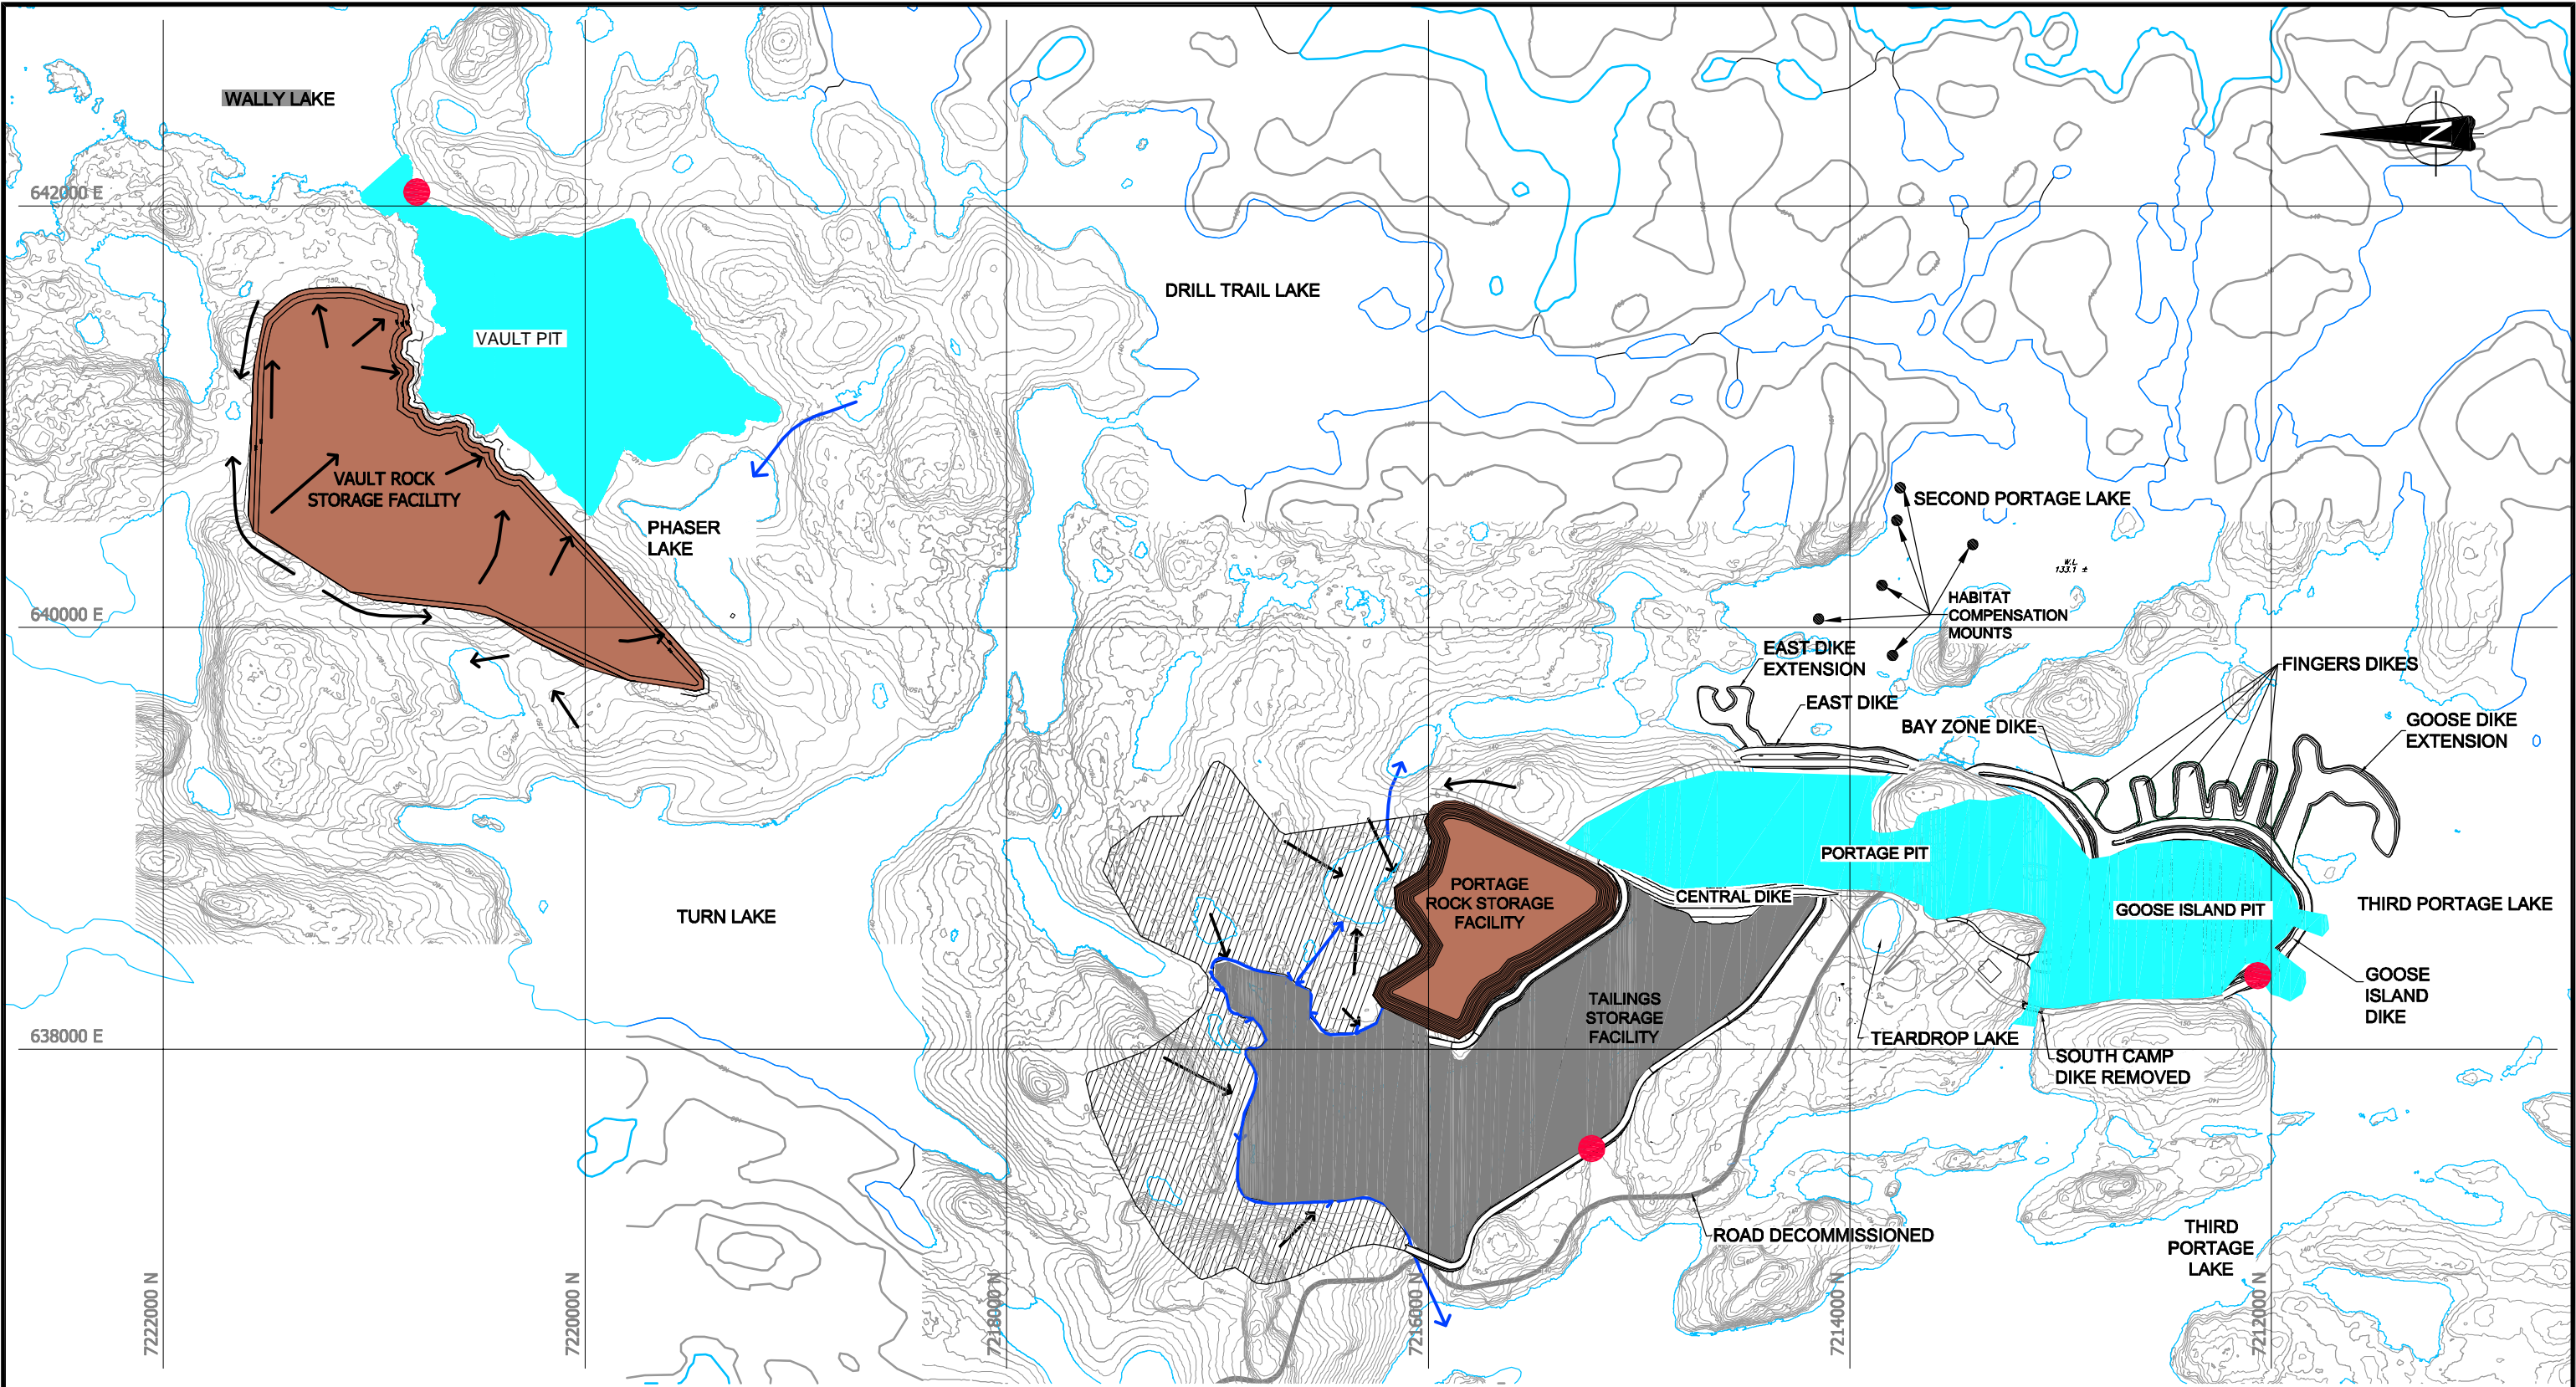 WALLY LAKE
N
642000 E
DRILL TRAIL LAKE
VAULT PIT
VAULT ROCK
STORAGE FACILITY
PHASER
LAKE
SECOND PORTAGE LAKE
W.L.
133.1 ±
HABITAT
COMPENSATION
MOUNTS
640000 E
EAST DIKE
EXTENSION
EAST DIKE
BAY ZONE DIKE
FINGERS DIKES
GOOSE DIKE
EXTENSION
PORTAGE PIT
PORTAGE
ROCK STORAGE
FACILITY
CENTRAL DIKE
GOOSE ISLAND PIT
THIRD PORTAGE LAKE
TURN LAKE
GOOSE
ISLAND
DIKE
TAILINGS
STORAGE
FACILITY
TEARDROP LAKE
638000 E
SOUTH CAMP
DIKE REMOVED
ROAD DECOMMISSIONED
THIRD
PORTAGE
LAKE
7222000 N
7220000 N
7218000 N
7216000 N
7214000 N
7212000 N